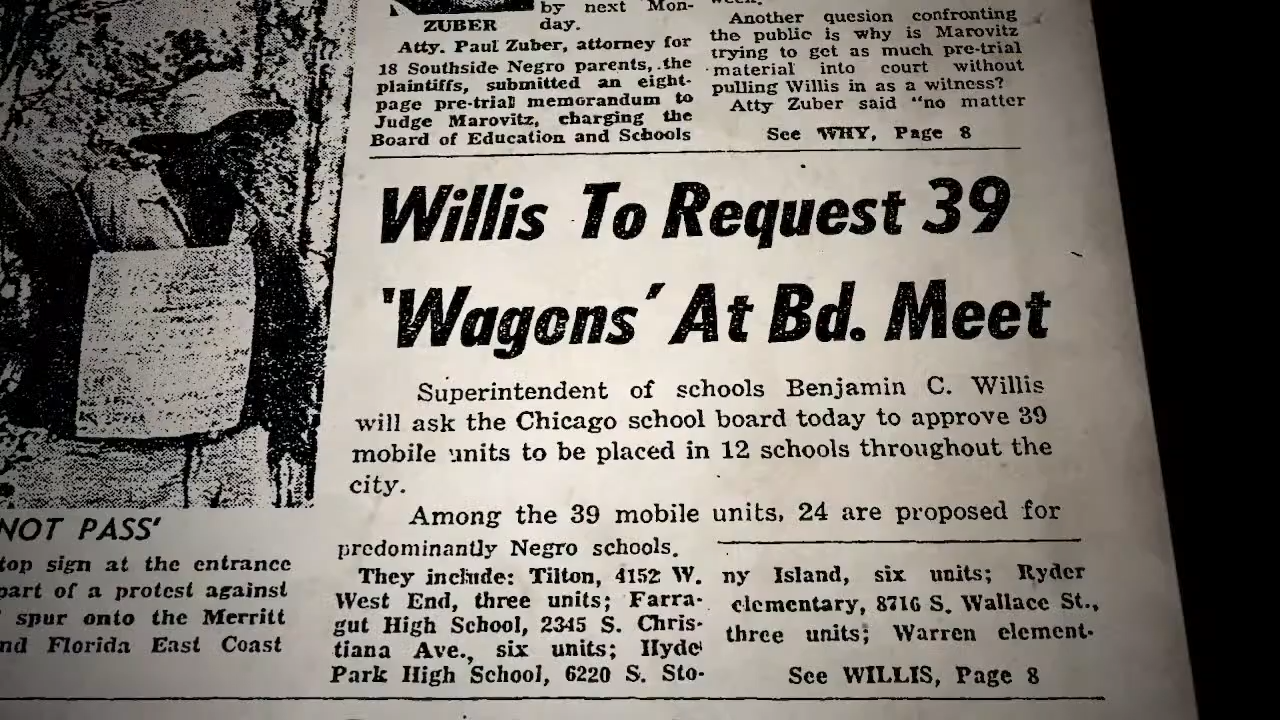 by next Mon-
ZUBER day.
Atty. Paul Zuber, attorney for
18 Southside Negro parents, the
plaintiffs, submitted an eight-
page pre-trial memorandum to
Judge Marovitz, charging the
Board of Education and Schools
Another quesion confronting
the public is why is Marovitz
trying to get as much pre-trial
material into court without
pulling Willis in as a witness?
Atty Zuber said "no matter
See WHY, Page 8
Willis To Request 39
'Wagons' At Bd. Meet
Superintendent of schools Benjamin C. Willis
will ask the Chicago school board today to approve 39
mobile units to be placed in 12 schools throughout the
city.
Among the 39 mobile units, 24 are proposed for
predominantly Negro schools.
They include: Tilton, 4152 W.
West End, three units; Farra-
gut High School, 2345 S. Chris-
tiana Ave., six units; Hyde
Park High School, 6220 S. Sto-
ny Island, six units; Ryder
elementary, 8716 S. Wallace St.,
three units; Warren element-
See WILLIS, Page 8
NOT PASS'
top sign at the entrance
part of a protest against
spur onto the Merritt
nd Florida East Coast